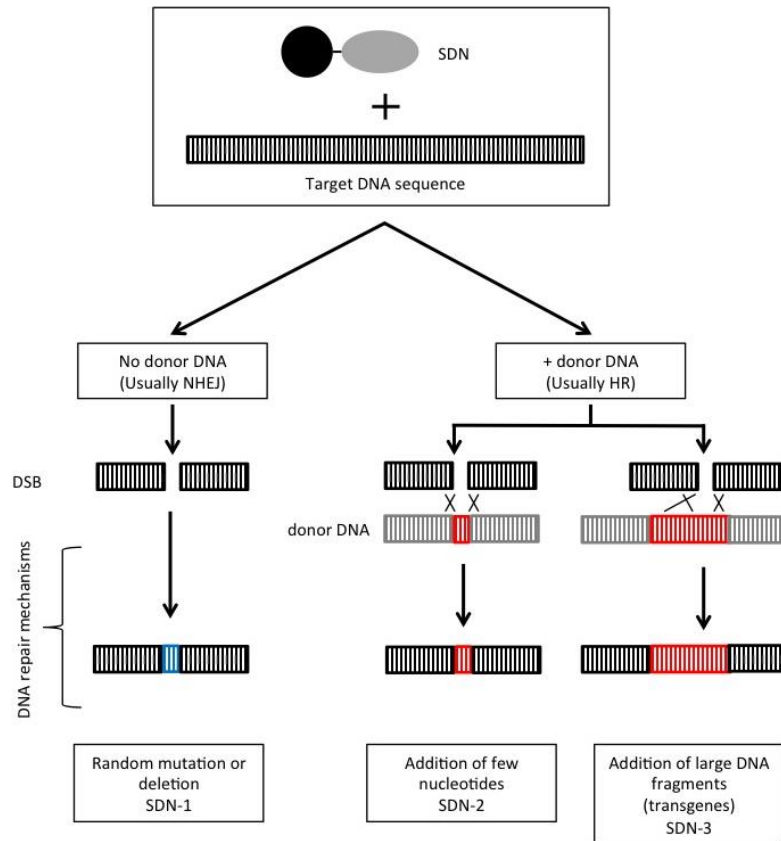 SDN
+
Target DNA sequence
No donor DNA
(Usually NHEJ)
+ donor DNA
(Usually HR)
DSB
donor DNA
DNA repair mechanisms
Random mutation or
deletion
SDN-1
Addition of few
nucleotides
SDN-2
Addition of large DNA
fragments
(transgenes)
SDN-3